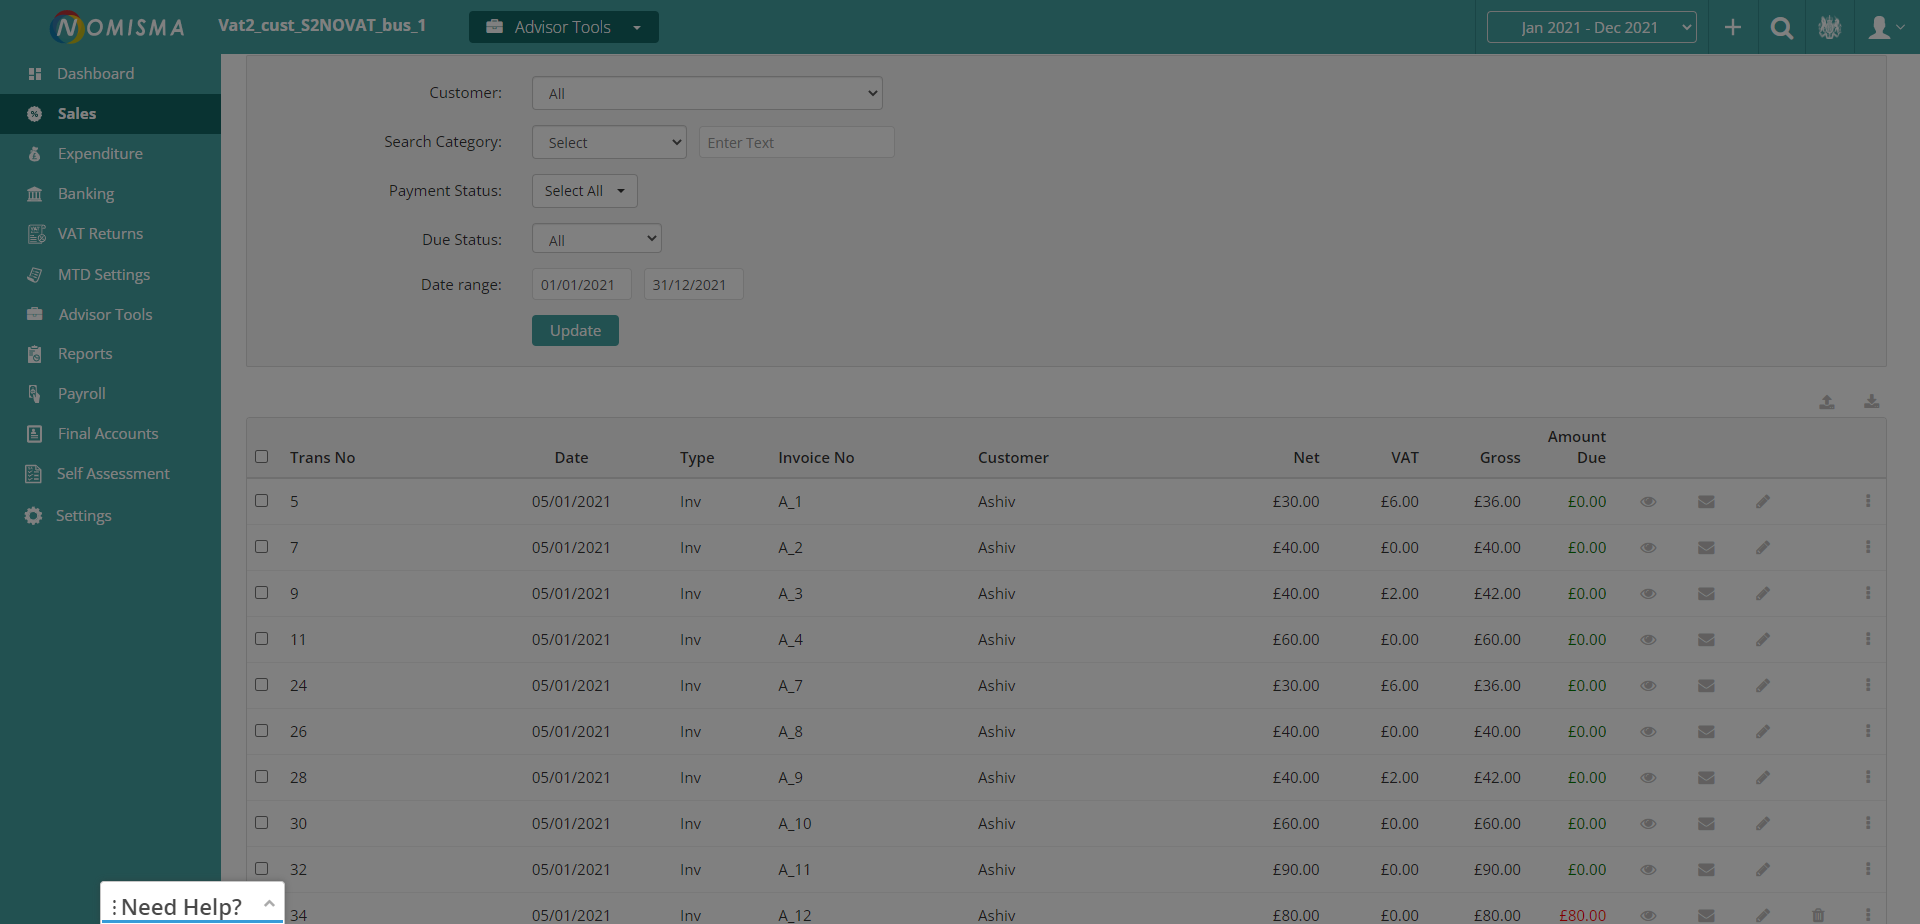 NOMISMA
Vat2_cust_S2NOVAT_bus_1
Advisor Tools
Jan 2021 - Dec 2021
Dashboard
Sales
Expenditure
Banking
VAT Returns
MTD Settings
Advisor Tools
Reports
Payroll
Final Accounts
Self Assessment
Settings
Customer: All
Search Category: Select Enter Text
Payment Status: Select All
Due Status: All
Date range: 01/01/2021 31/12/2021
Update
Trans No Date Type Invoice No Customer Net VAT Gross Amount Due
5 05/01/2021 Inv A_1 Ashiv £30.00 £6.00 £36.00 £0.00
7 05/01/2021 Inv A_2 Ashiv £40.00 £0.00 £40.00 £0.00
9 05/01/2021 Inv A_3 Ashiv £40.00 £2.00 £42.00 £0.00
11 05/01/2021 Inv A_4 Ashiv £60.00 £0.00 £60.00 £0.00
24 05/01/2021 Inv A_7 Ashiv £30.00 £6.00 £36.00 £0.00
26 05/01/2021 Inv A_8 Ashiv £40.00 £0.00 £40.00 £0.00
28 05/01/2021 Inv A_9 Ashiv £40.00 £2.00 £42.00 £0.00
30 05/01/2021 Inv A_10 Ashiv £60.00 £0.00 £60.00 £0.00
32 05/01/2021 Inv A_11 Ashiv £90.00 £0.00 £90.00 £0.00
34 05/01/2021 Inv A_12 Ashiv £80.00 £0.00 £80.00 £80.00
Need Help?